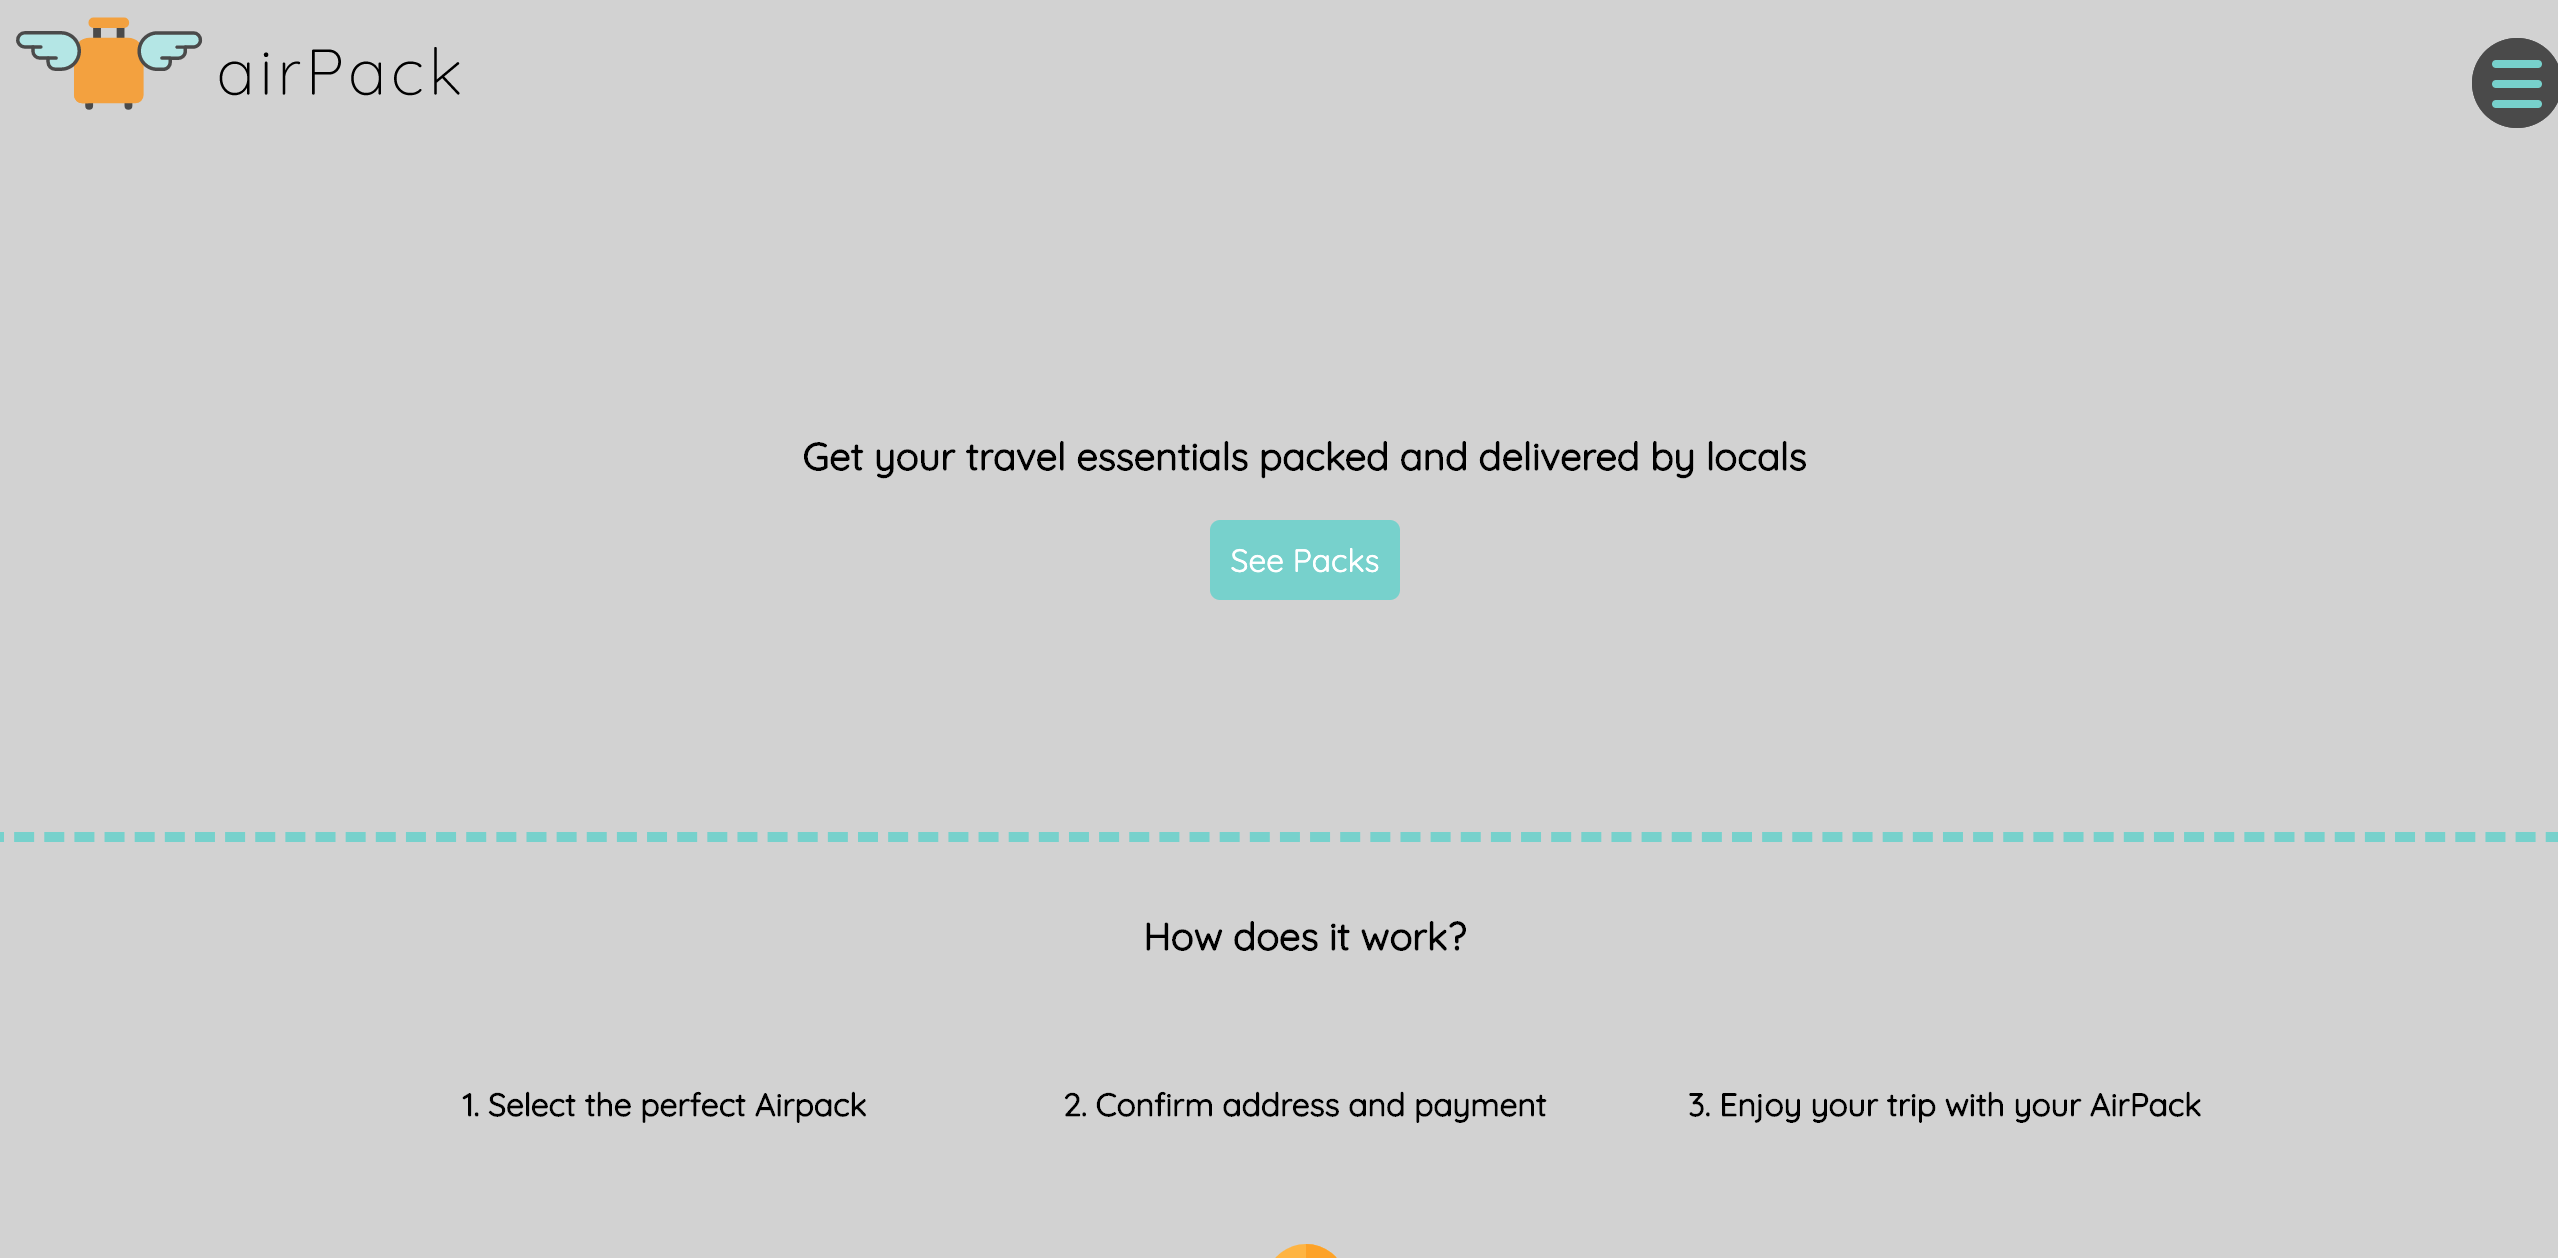 airPack
Get your travel essentials packed and delivered by locals
See Packs
How does it work?
1. Select the perfect Airpack
2. Confirm address and payment
3. Enjoy your trip with your AirPack